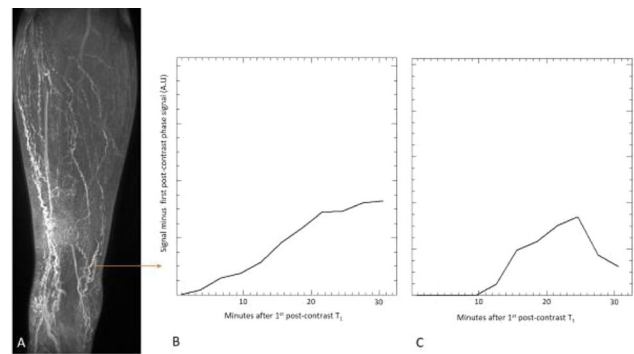 A
Signal minus first post-contrast phase signal (A.U)
10
20
30
Minutes after 1st post-contrast T1
B
10
20
30
Minutes after 1st post-contrast T1
C